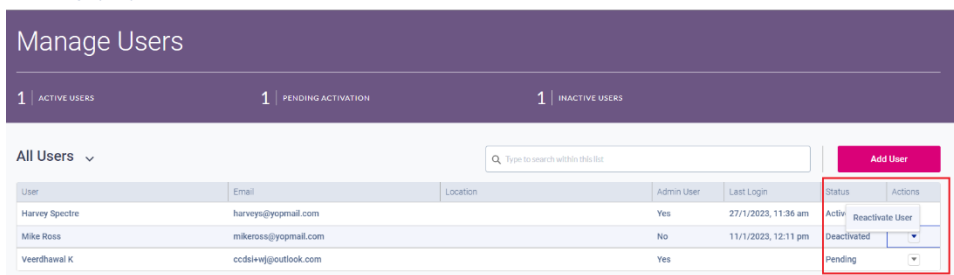 Manage Users
1 ACTIVE USERS 1 PENDING ACTIVATION 1 INACTIVE USERS
All Users Type to search within this list Add User
User Email Location Admin User Last Login Status Actions
Harvey Spectre harveys@yopmail.com Yes 27/1/2023, 11:36 am Activ Reactivate User
Mike Ross mikeross@yopmail.com No 11/1/2023, 12:11 pm Deactivated
Veerdhawal K ccdsi+wj@outlook.com Yes Pending